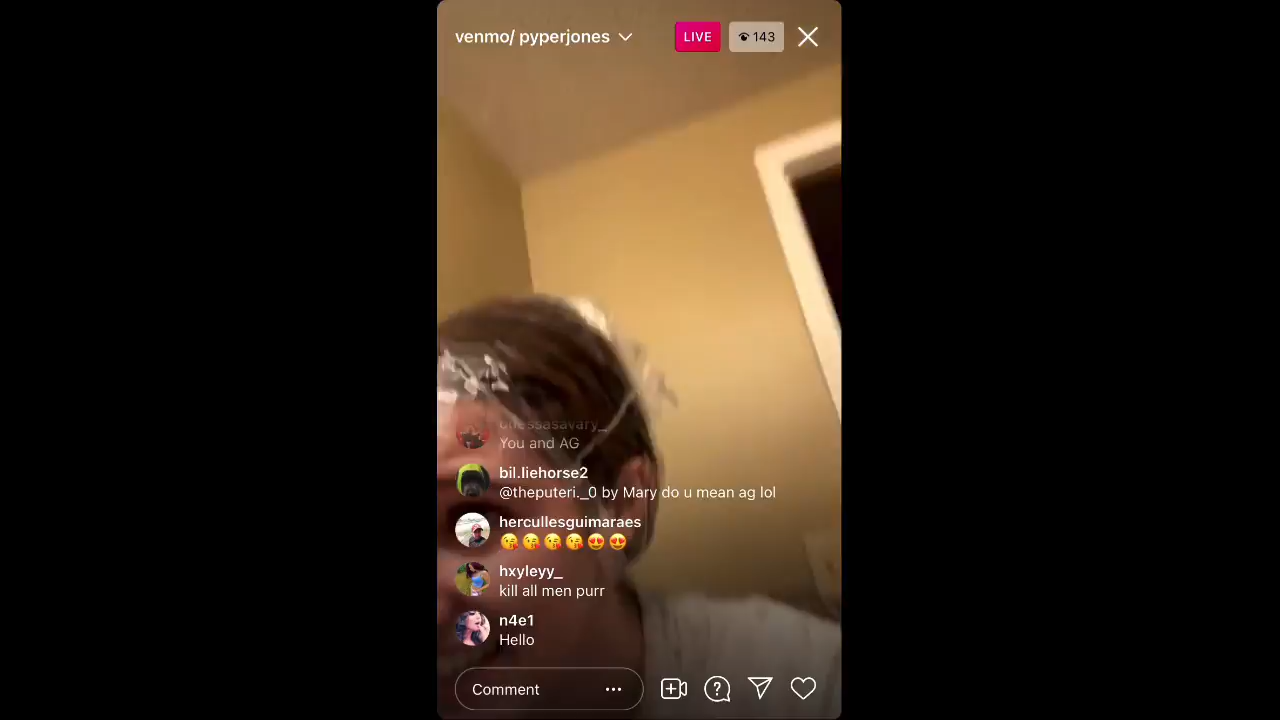 venmo/ pyperjones
LIVE
143
You and AG
bil.liehorse2
@theputeri._0 by Mary do u mean ag lol
hercullesguimaraes
😘😘😘😘😍😍
hxyleyy_
kill all men purr
n4e1
Hello
Comment